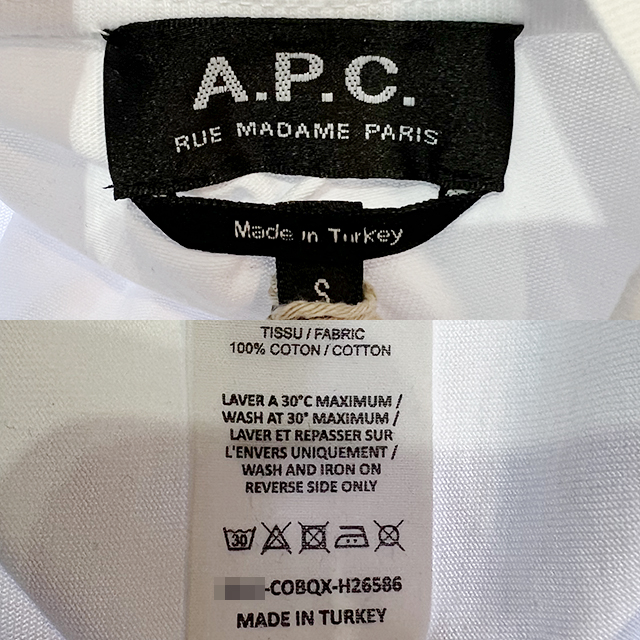 A.P.C.
RUE MADAME PARIS
Made in Turkey
S
TISSU / FABRIC
100% COTON / COTTON
LAVER A 30°C MAXIMUM /
WASH AT 30° MAXIMUM /
LAVER ET REPASSER SUR
L'ENVERS UNIQUEMENT /
WASH AND IRON ON
REVERSE SIDE ONLY
30
-COBQX-H26586
MADE IN TURKEY